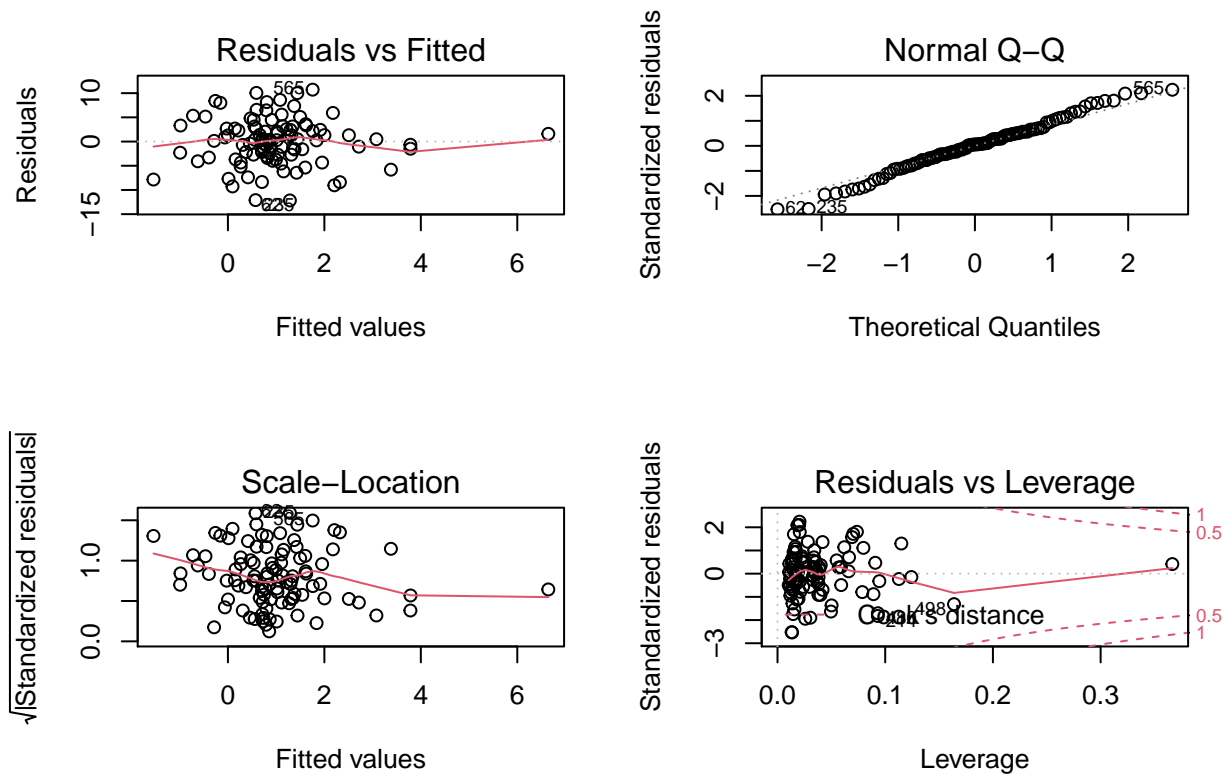 Residuals vs Fitted
Residuals
10
0
−15
565
0
2
4
6
Fitted values
Normal Q−Q
Standardized residuals
2
0
−2
565
235
−2
−1
0
1
2
Theoretical Quantiles
Scale−Location
√|Standardized residuals|
1.0
0.0
565
0
2
4
6
Fitted values
Residuals vs Leverage
Standardized residuals
2
0
−3
1
0.5
0.5
1
498
Cook's distance
0.0
0.1
0.2
0.3
Leverage